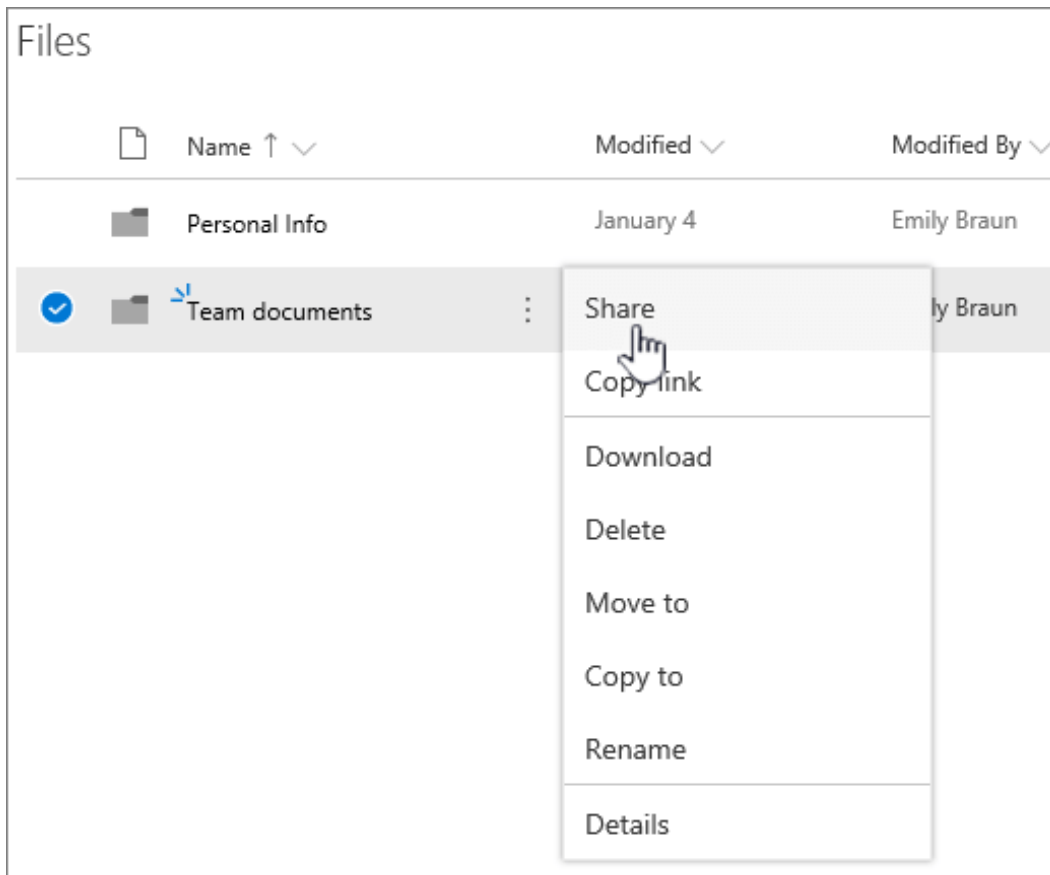 Files
Name Modified Modified By
Personal Info January 4 Emily Braun
Team documents Share ly Braun
Copy link
Download
Delete
Move to
Copy to
Rename
Details